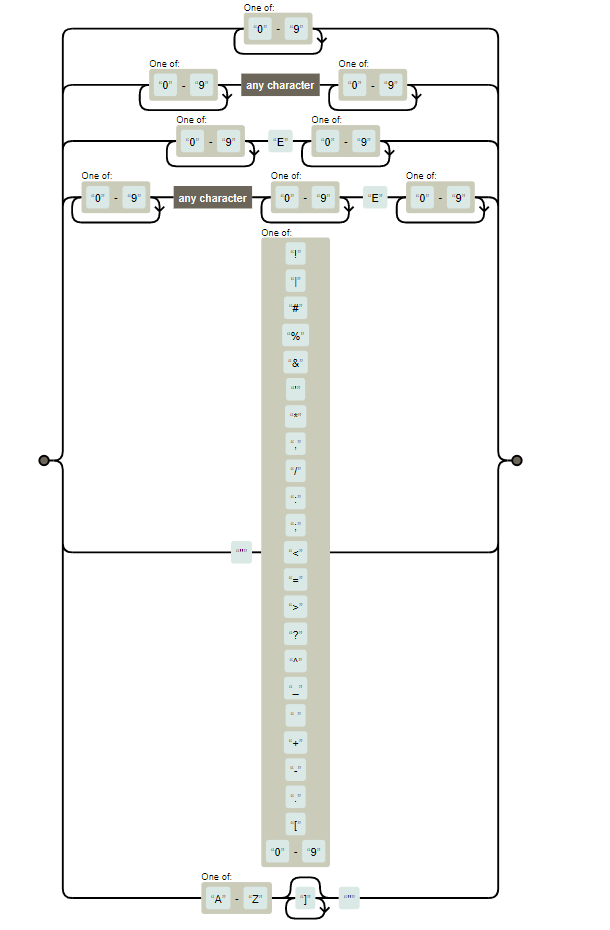 One of:
“0” - “9”
One of: One of:
“0” - “9” any character “0” - “9”
One of: One of:
“0” - “9” “E” “0” - “9”
One of: One of: One of:
“0” - “9” any character “0” - “9” “E” “0” - “9”
One of:
“!”
“|”
“#”
“%”
“&”
“'”
“*”
“,”
“/”
“:”
“;”
“"” “<”
“=”
“>”
“?”
“^”
“_”
“ ”
“+”
“-”
“.”
“[”
“0” - “9”
One of:
“A” - “Z” “]” “"”